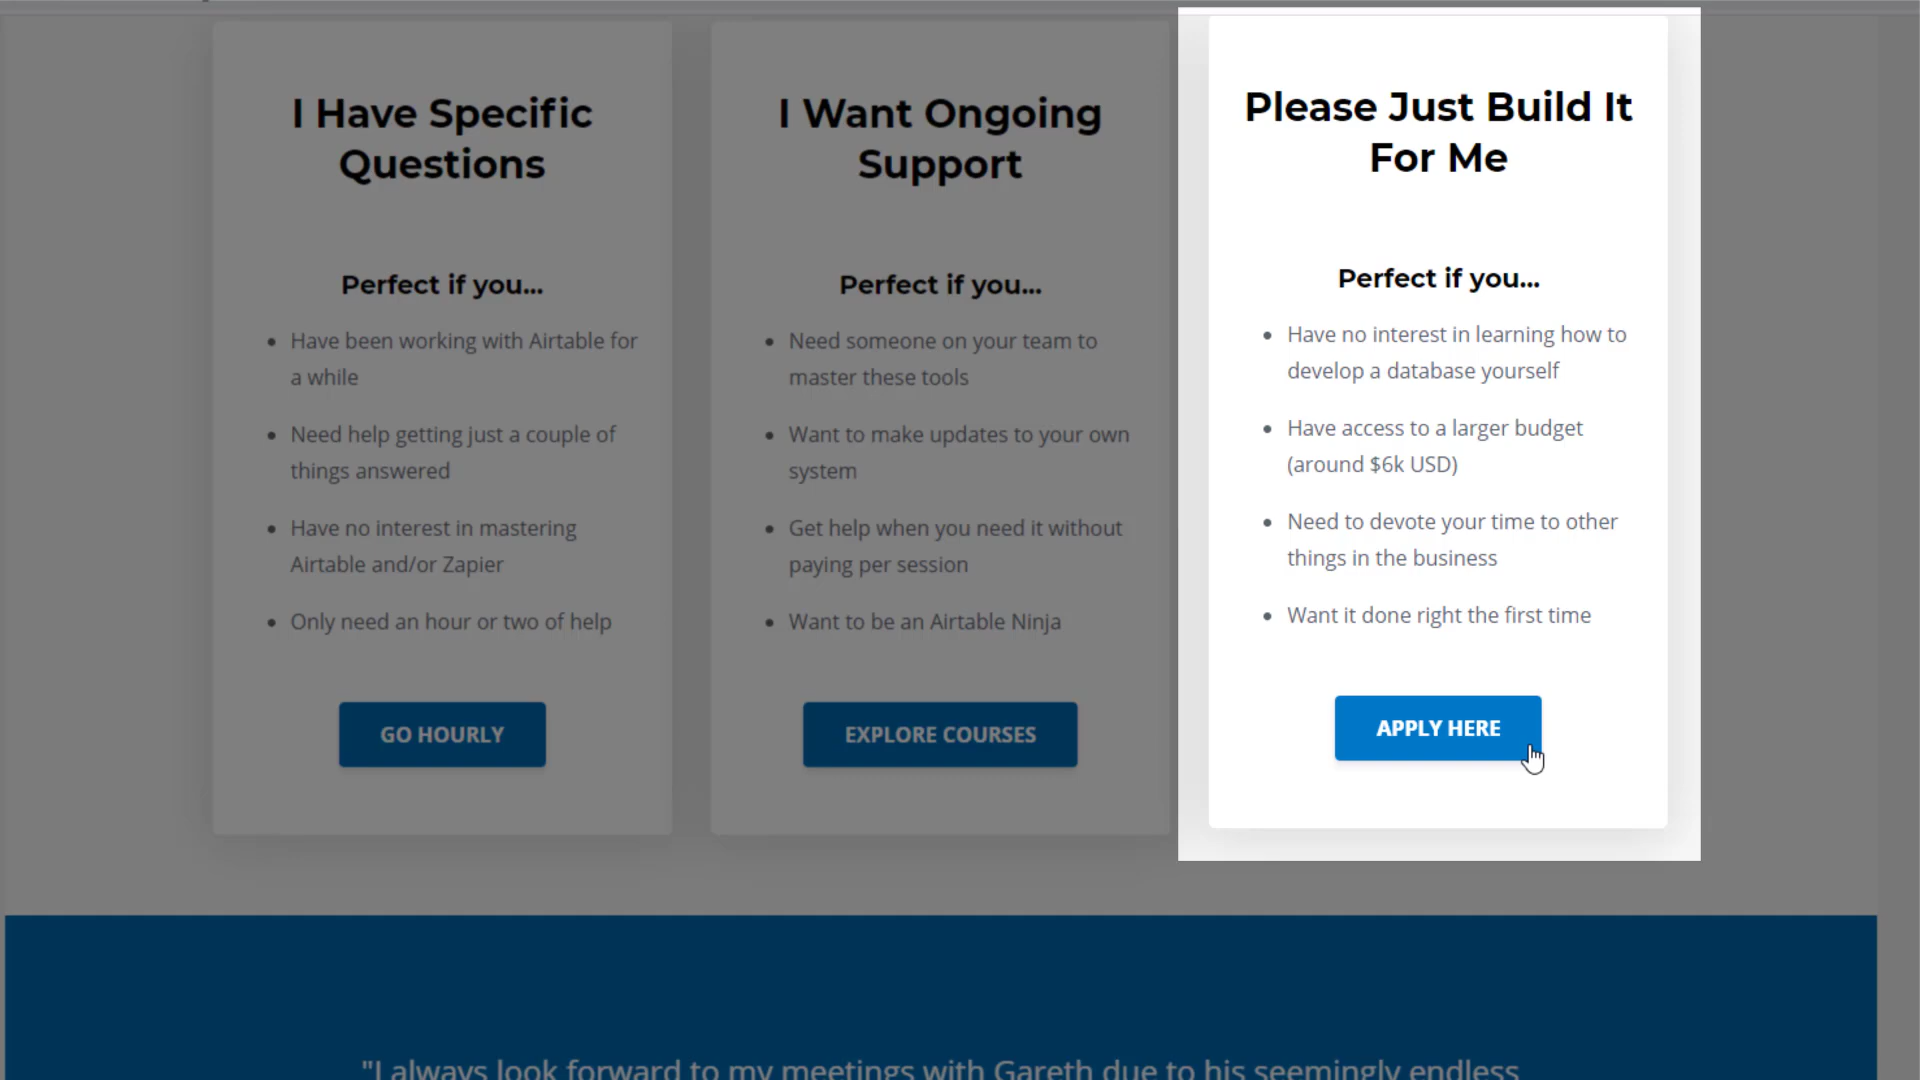 I Have Specific
Questions
Perfect if you...
Have been working with Airtable for
a while
Need help getting just a couple of
things answered
Have no interest in mastering
Airtable and/or Zapier
Only need an hour or two of help
GO HOURLY
I Want Ongoing
Support
Perfect if you...
Need someone on your team to
master these tools
Want to make updates to your own
system
Get help when you need it without
paying per session
Want to be an Airtable Ninja
EXPLORE COURSES
Please Just Build It
For Me
Perfect if you...
Have no interest in learning how to
develop a database yourself
Have access to a larger budget
(around $6k USD)
Need to devote your time to other
things in the business
Want it done right the first time
APPLY HERE
"I always look forward to my meetings with Gareth due to his seemingly endless